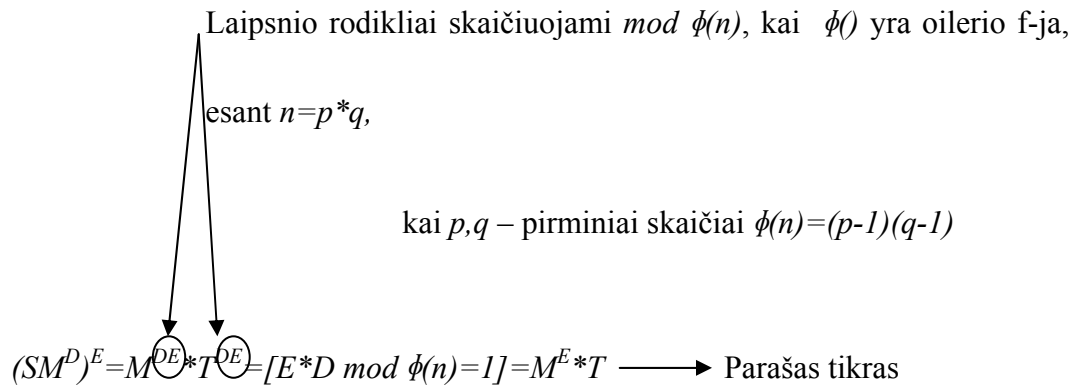 Laipsnio rodikliai skaičiuojami mod ϕ(n), kai ϕ() yra oilerio f-ja,
esant n=p*q,
kai p,q – pirminiai skaičiai ϕ(n)=(p-1)(q-1)
(SM^D)^E=M^DE*T^DE=[E*D mod ϕ(n)=1]=M^E*T ⟶ Parašas tikras